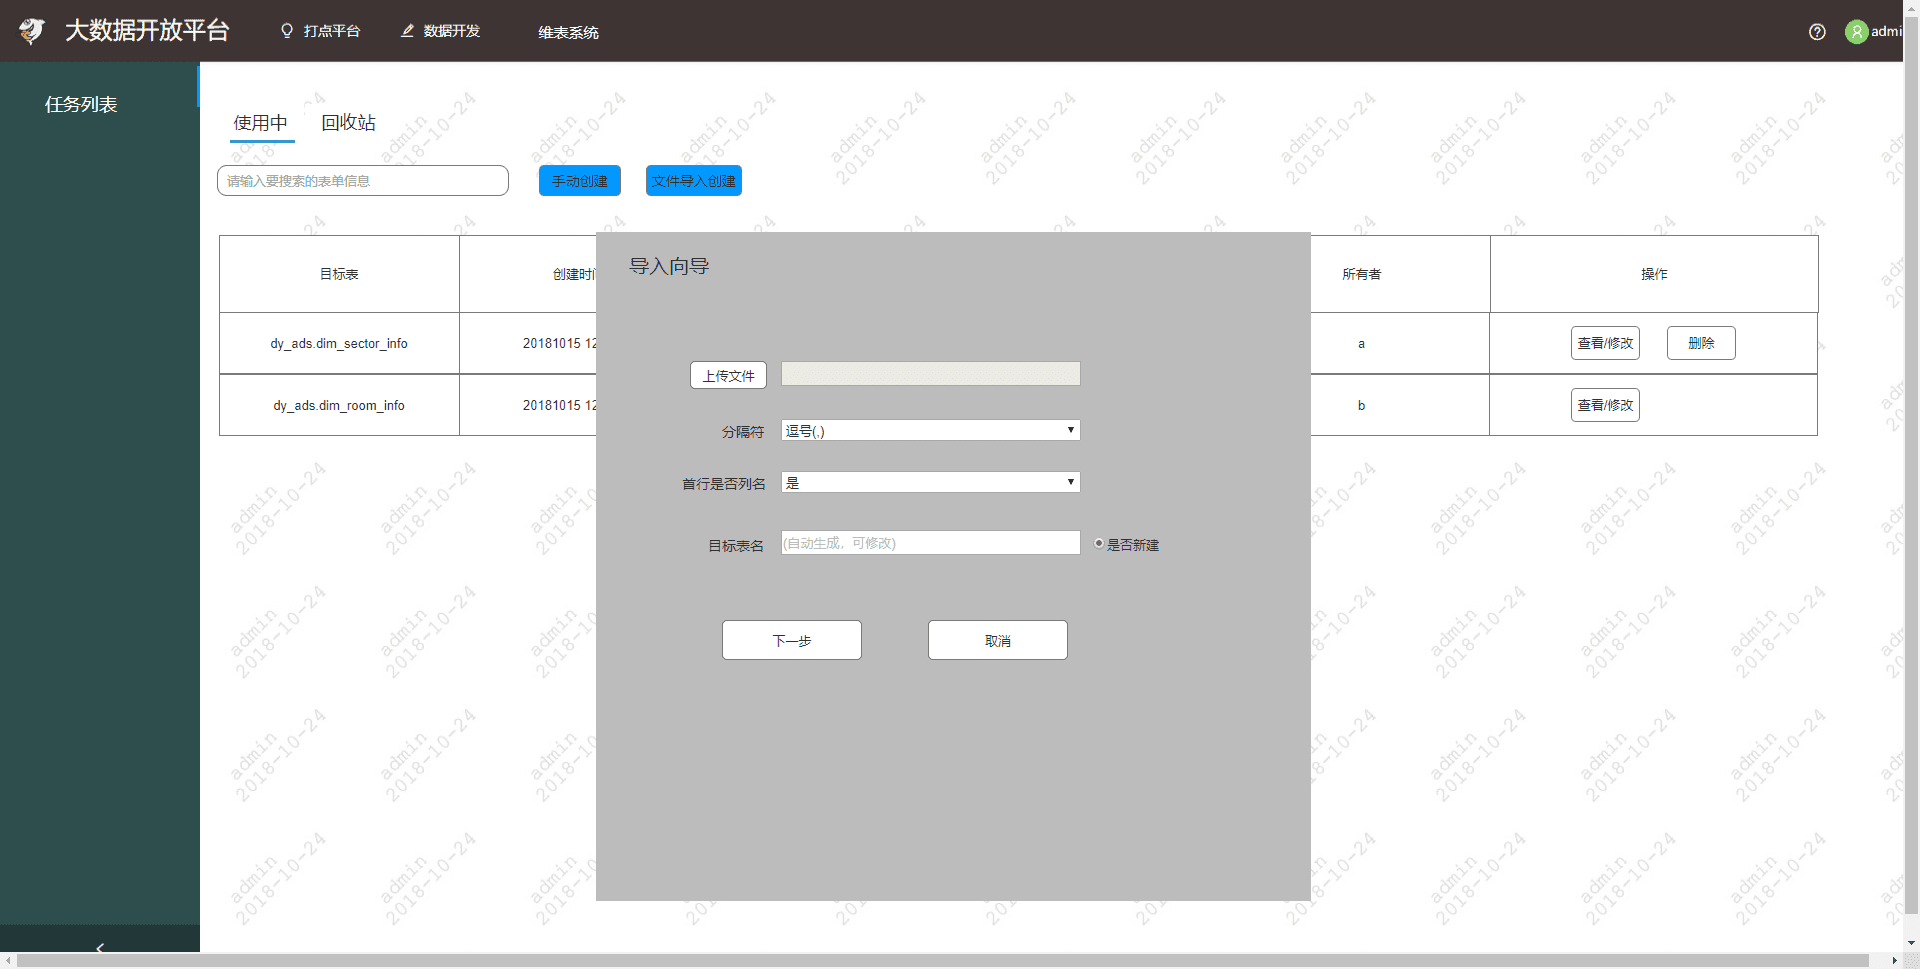 大数据开放平台
打点平台
数据开发
维表系统
admi
任务列表
使用中
回收站
请输入要搜索的表单信息
手动创建
文件导入创建
目标表
创建时间
所有者
操作
dy_ads.dim_sector_info
20181015 12
a
查看/修改
删除
dy_ads.dim_room_info
20181015 12
b
查看/修改
导入向导
上传文件
分隔符
逗号(,)
首行是否列名
是
目标表名
(自动生成，可修改)
是否新建
下一步
取消
admin
2018-10-24